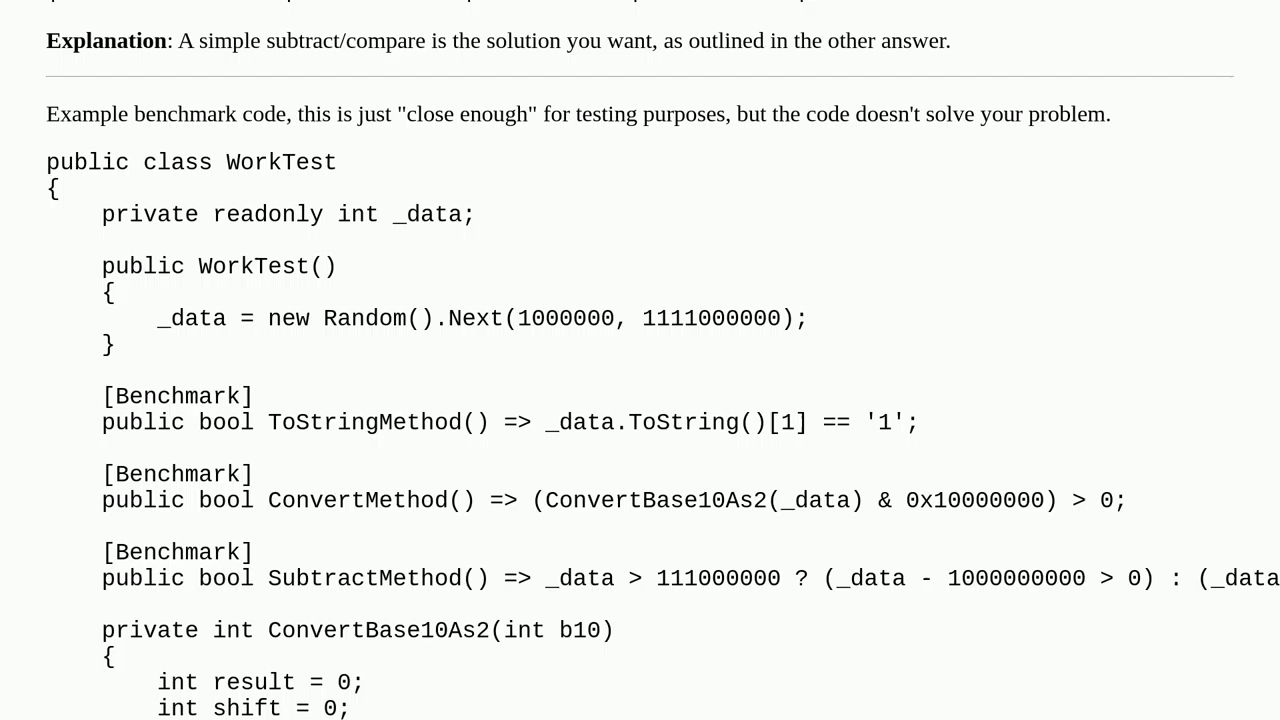 Explanation: A simple subtract/compare is the solution you want, as outlined in the other answer.
Example benchmark code, this is just "close enough" for testing purposes, but the code doesn't solve your problem.
public class WorkTest
{
    private readonly int _data;

    public WorkTest()
    {
        _data = new Random().Next(1000000, 1111000000);
    }

    [Benchmark]
    public bool ToStringMethod() => _data.ToString()[1] == '1';

    [Benchmark]
    public bool ConvertMethod() => (ConvertBase10As2(_data) & 0x10000000) > 0;

    [Benchmark]
    public bool SubtractMethod() => _data > 111000000 ? (_data - 1000000000 > 0) : (_data

    private int ConvertBase10As2(int b10)
    {
        int result = 0;
        int shift = 0;